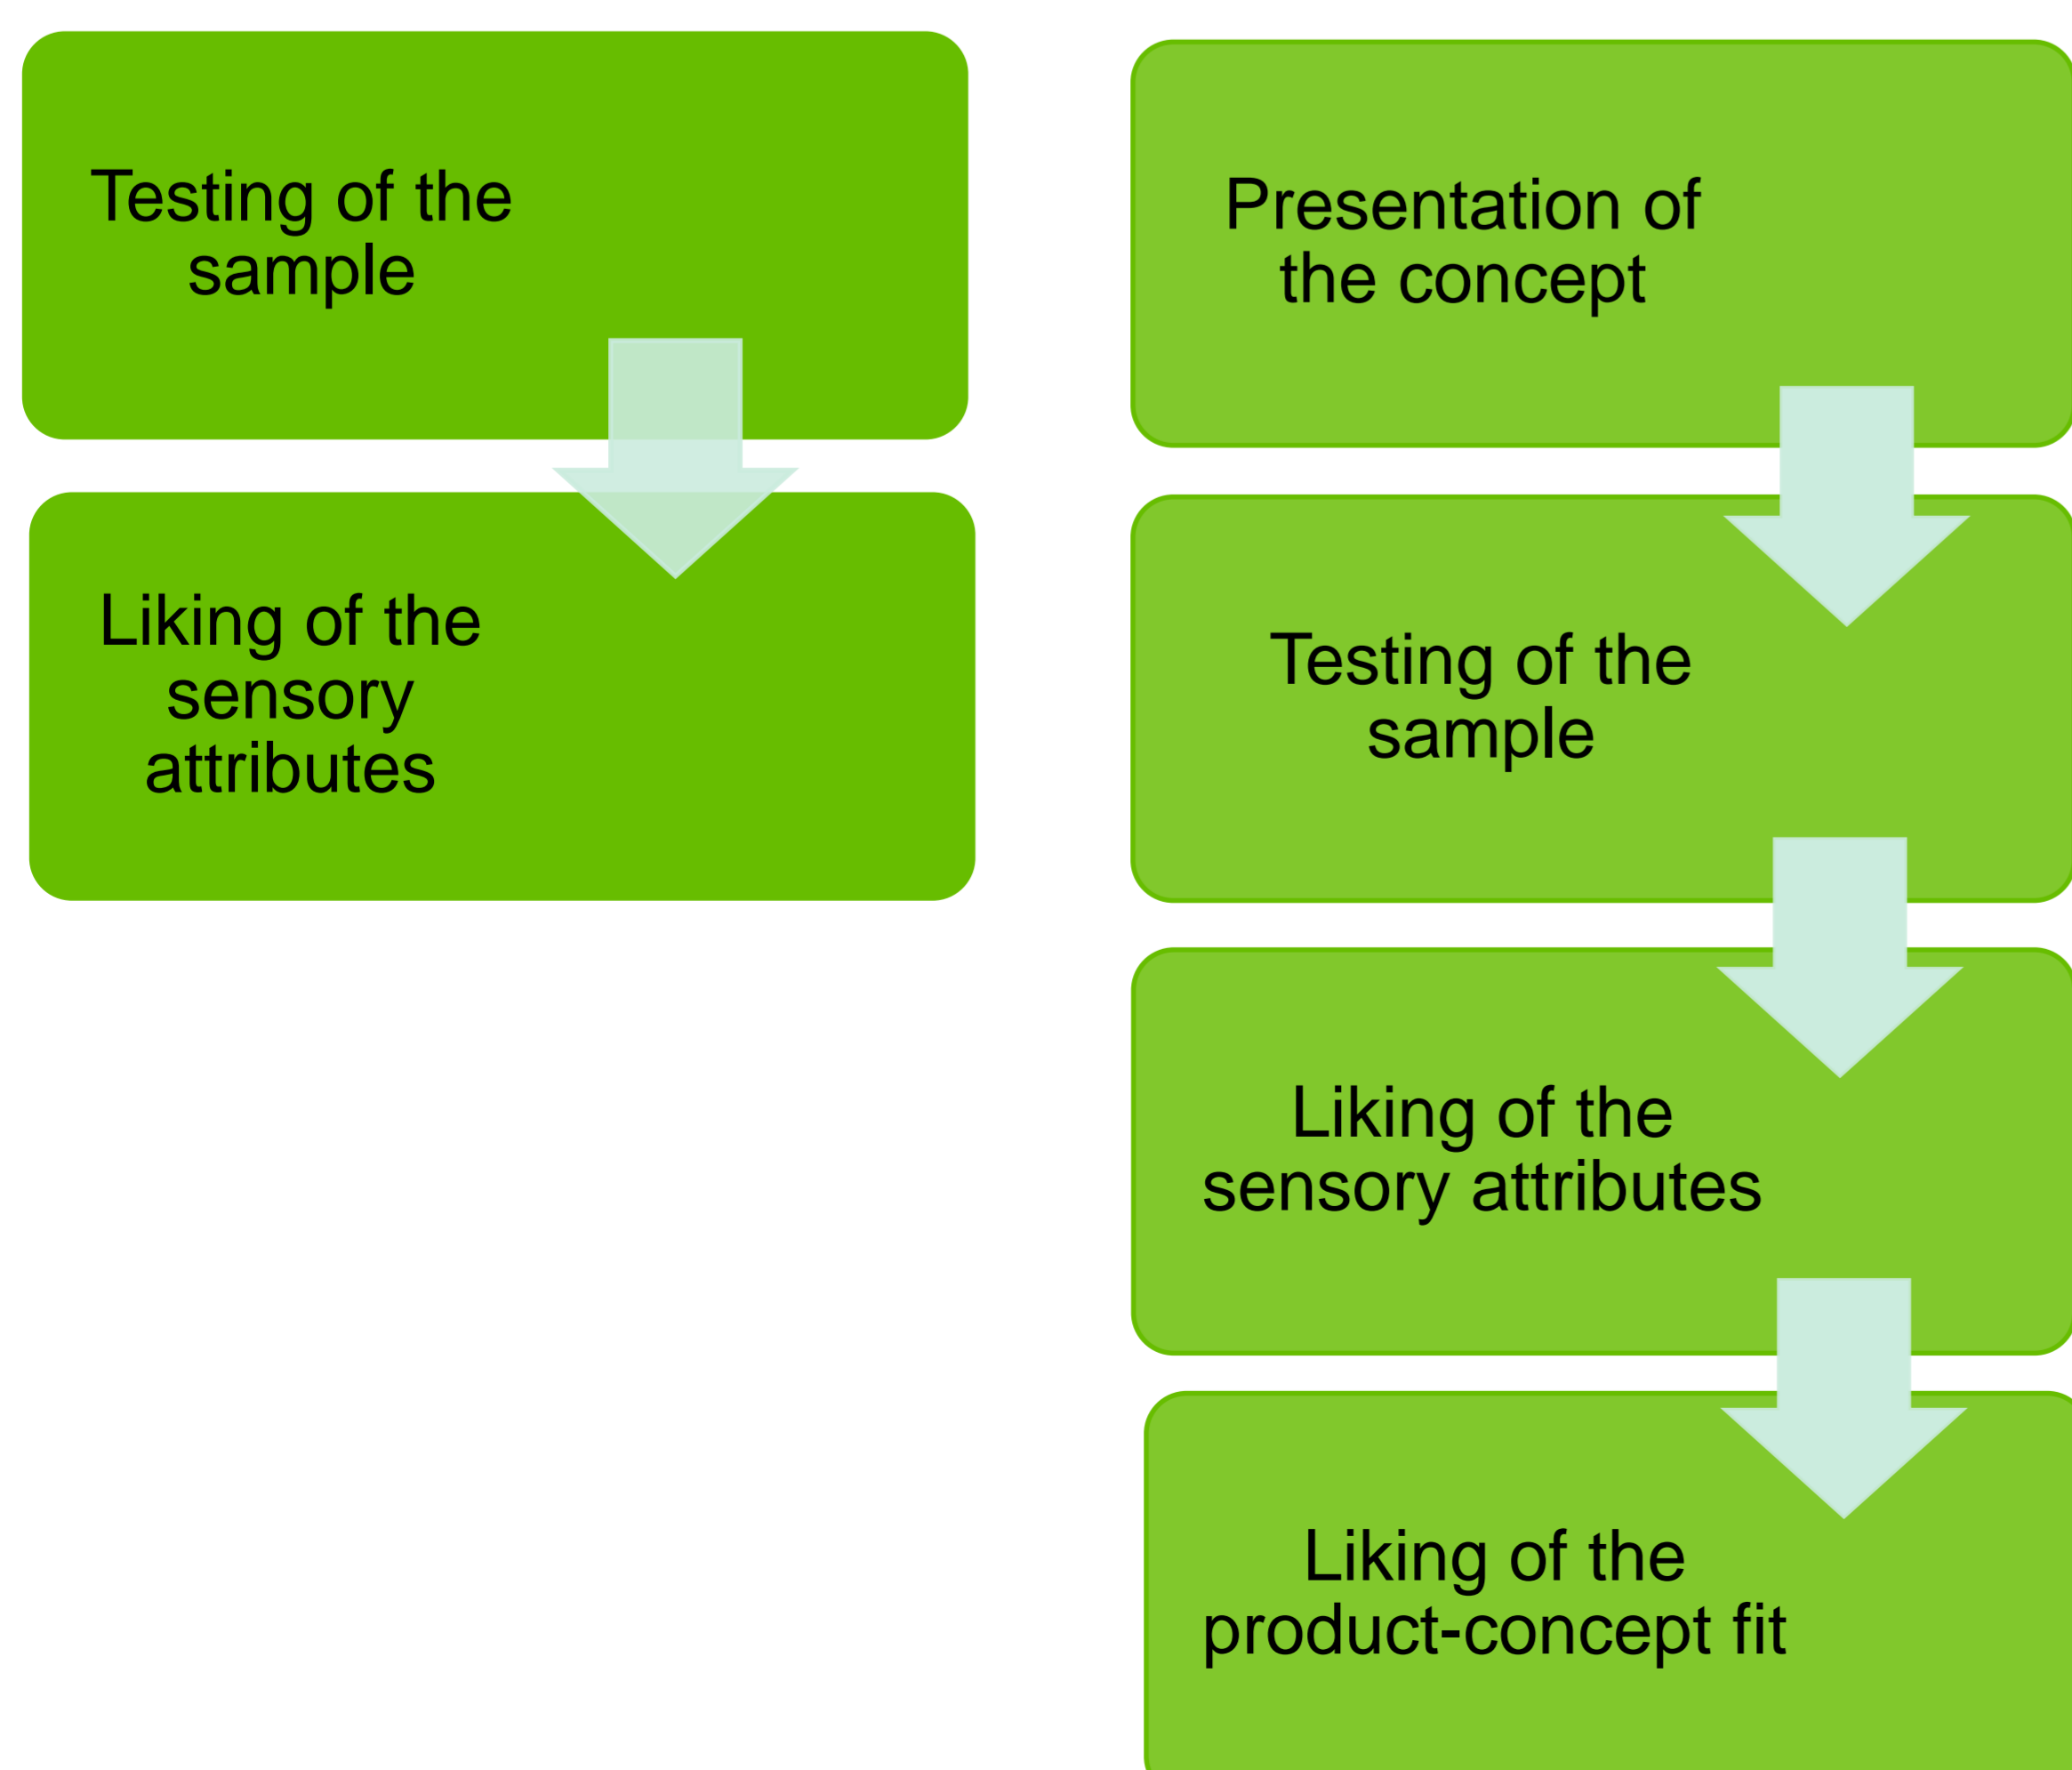 Testing of the
sample
Liking of the
sensory
attributes
Presentation of
the concept
Testing of the
sample
Liking of the
sensory attributes
Liking of the
product-concept fit